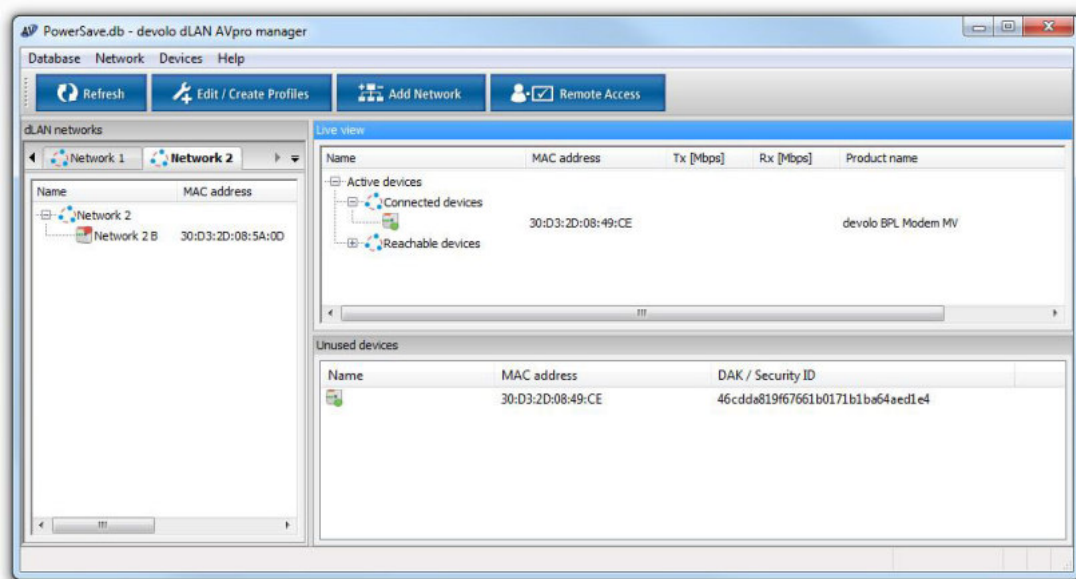 PowerSave.db - devolo dLAN AVpro manager
Database Network Devices Help
Refresh Edit / Create Profiles Add Network Remote Access
dLAN networks
Network 1 Network 2
Name MAC address
Network 2
Network 2 B 30:D3:2D:08:5A:0D
Live view
Name MAC address Tx [Mbps] Rx [Mbps] Product name
Active devices
Connected devices
30:D3:2D:08:49:CE devolo BPL Modem MV
Reachable devices
Unused devices
Name MAC address DAK / Security ID
30:D3:2D:08:49:CE 46cdda819f67661b0171b1ba64aed1e4